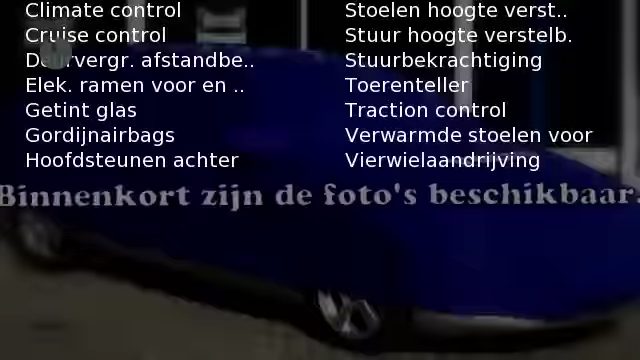 Climate control
Cruise control
Deurvergr. afstandbe..
Elek. ramen voor en ..
Getint glas
Gordijnairbags
Hoofdsteunen achter
Stoelen hoogte verst..
Stuur hoogte verstelb.
Stuurbekrachtiging
Toerenteller
Traction control
Verwarmde stoelen voor
Vierwielaandrijving
Binnenkort zijn de foto's beschikbaar.